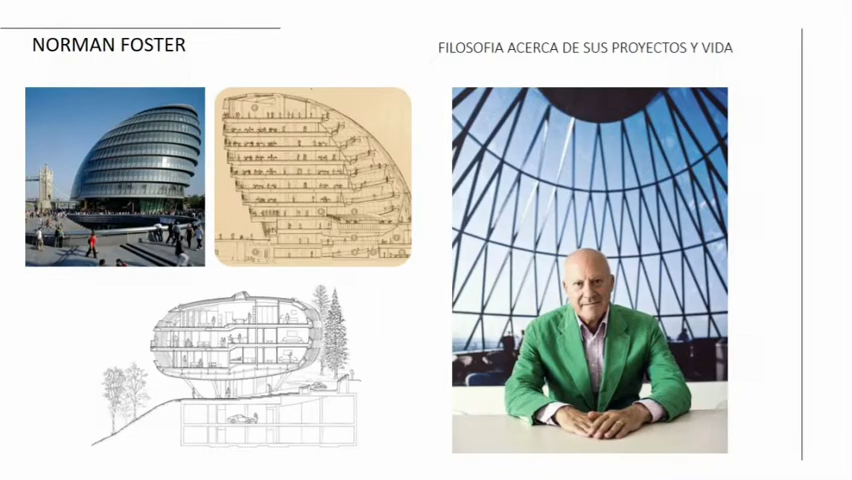 NORMAN FOSTER
FILOSOFIA ACERCA DE SUS PROYECTOS Y VIDA